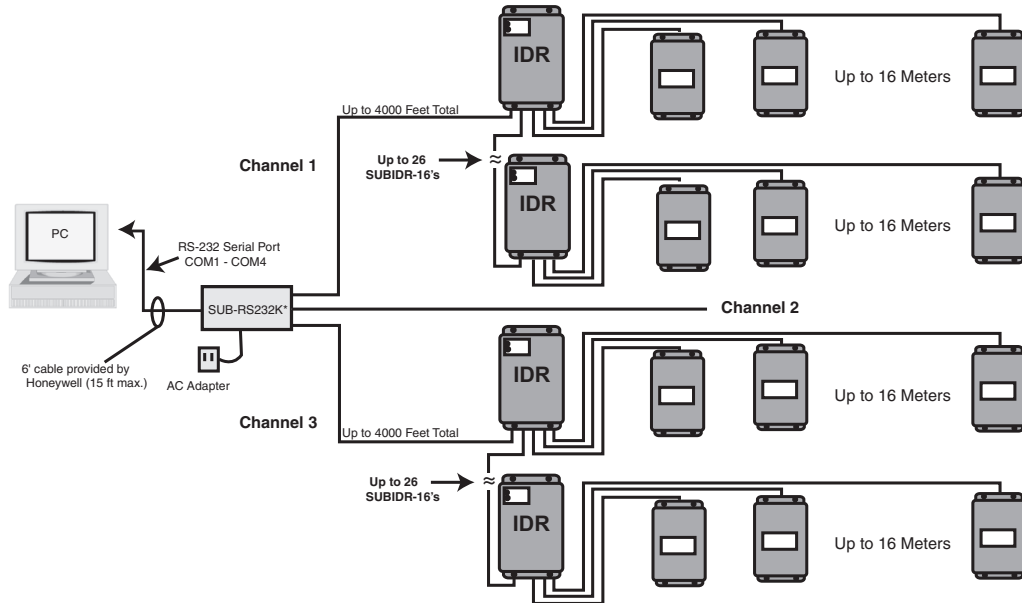 IDR
Up to 16 Meters
Up to 4000 Feet Total
Channel 1
Up to 26
SUBIDR-16's
≈
IDR
Up to 16 Meters
PC
RS-232 Serial Port
COM1 - COM4
SUB-RS232K*
Channel 2
6' cable provided by
Honeywell (15 ft max.)
AC Adapter
IDR
Up to 16 Meters
Channel 3
Up to 4000 Feet Total
Up to 26
SUBIDR-16's
≈
IDR
Up to 16 Meters